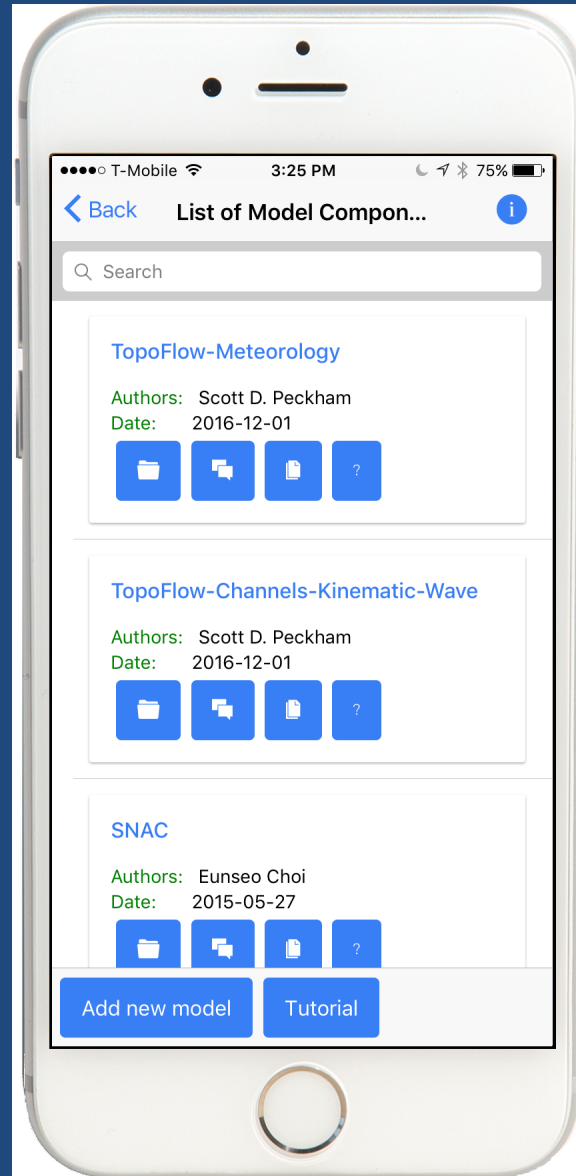 T-Mobile 3:25 PM 75%
Back List of Model Compon... i
Search
TopoFlow-Meteorology
Authors: Scott D. Peckham
Date: 2016-12-01
?
TopoFlow-Channels-Kinematic-Wave
Authors: Scott D. Peckham
Date: 2016-12-01
?
SNAC
Authors: Eunseo Choi
Date: 2015-05-27
?
Add new model Tutorial